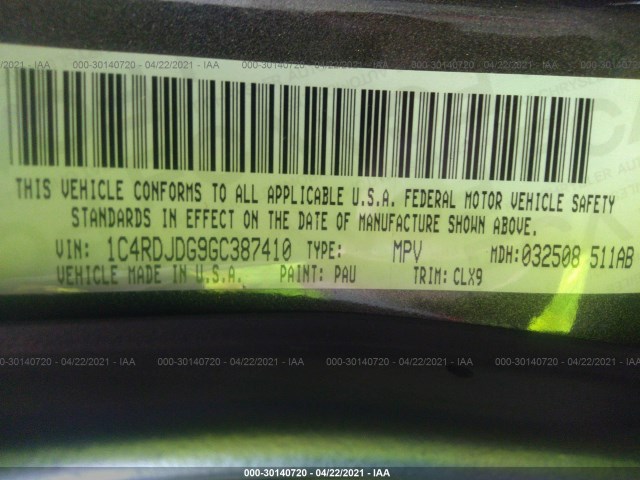 000-30140720 - 04/22/2021 - IAA
THIS VEHICLE CONFORMS TO ALL APPLICABLE U.S.A. FEDERAL MOTOR VEHICLE SAFETY
STANDARDS IN EFFECT ON THE DATE OF MANUFACTURE SHOWN ABOVE.
VIN: 1C4RDJDG9GC387410 TYPE: MPV MDH: 032508 511AB
VEHICLE MADE IN U.S.A. PAINT: PAU TRIM: CLX9
000-30140720 - 04/22/2021 - IAA
000-30140720 - 04/22/2021 - IAA